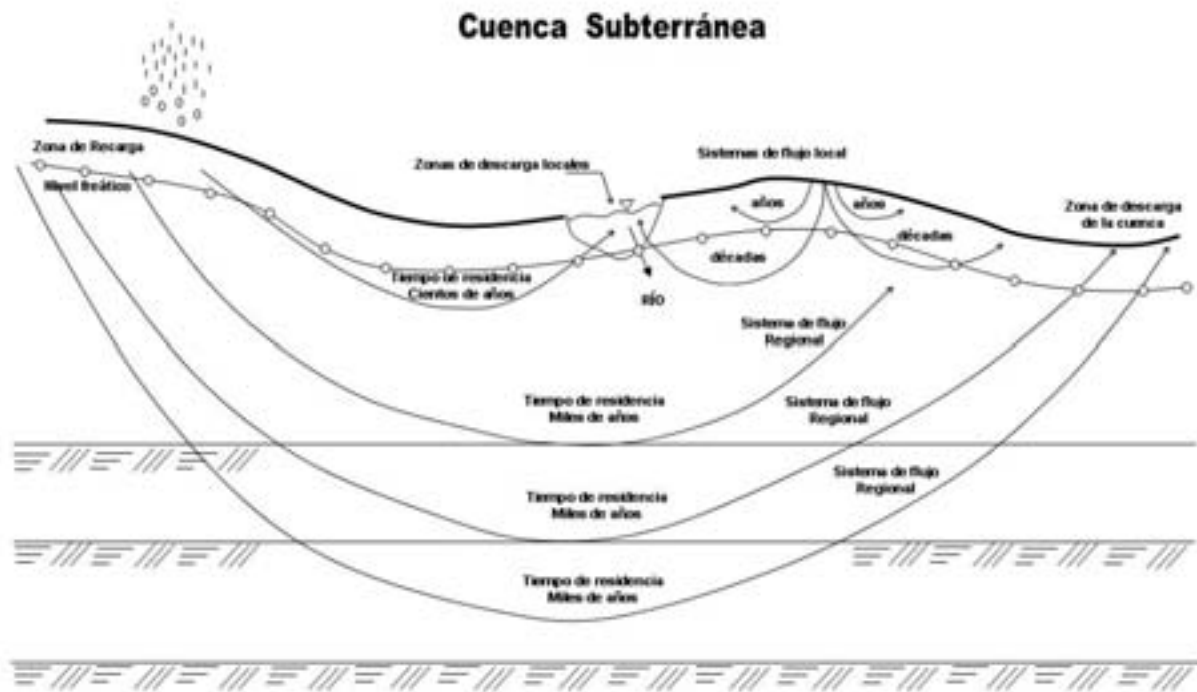 Cuenca Subterránea
Zona de Recarga
Nivel freático
Zonas de descarga locales
Sistemas de flujo local
años
años
Zona de descarga
de la cuenca
décadas
décadas
Tiempo de residencia
Cientos de años
RÍO
Sistema de flujo
Regional
Tiempo de residencia
Miles de años
Sistema de flujo
Regional
Sistema de flujo
Regional
Tiempo de residencia
Miles de años
Tiempo de residencia
Miles de años